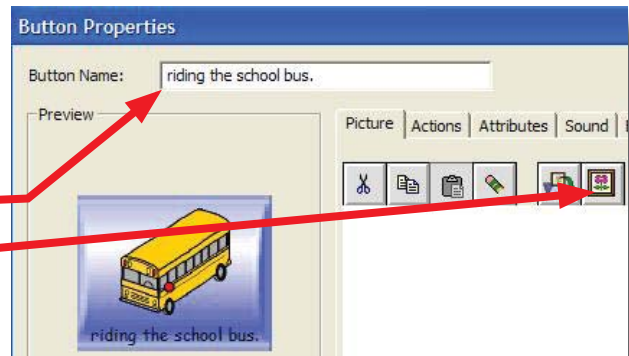 Button Properties
Button Name: riding the school bus.
Preview
Picture Actions Attributes Sound
riding the school bus.